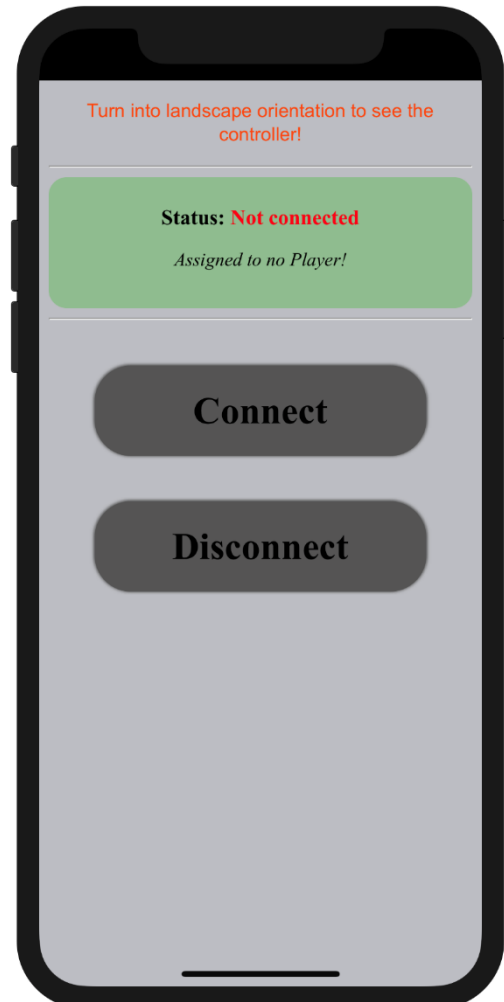 Turn into landscape orientation to see the
controller!
Status: Not connected
Assigned to no Player!
Connect
Disconnect